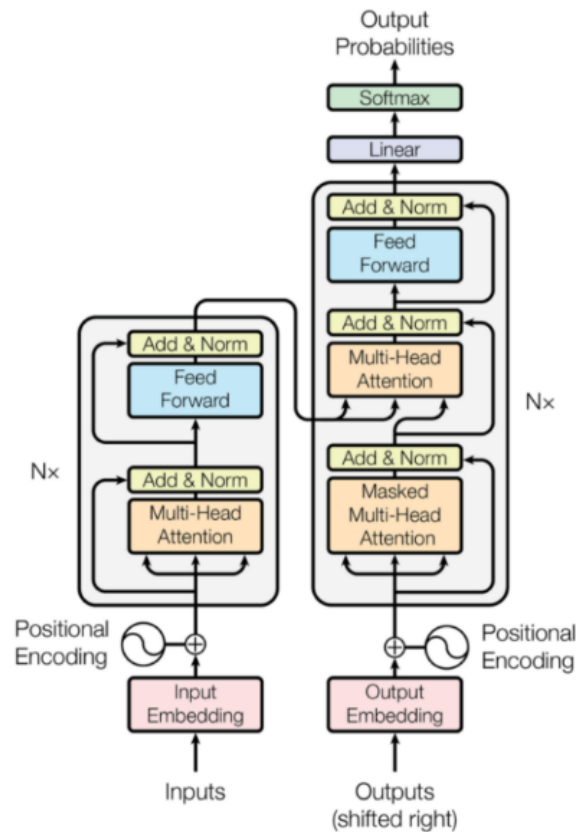 Output
Probabilities
Softmax
Linear
Add & Norm
Feed
Forward
Add & Norm
Multi-Head
Attention
Nx
Add & Norm
Masked
Multi-Head
Attention
Add & Norm
Feed
Forward
Nx
Add & Norm
Multi-Head
Attention
Positional
Encoding
Positional
Encoding
Input
Embedding
Output
Embedding
Inputs
Outputs
(shifted right)